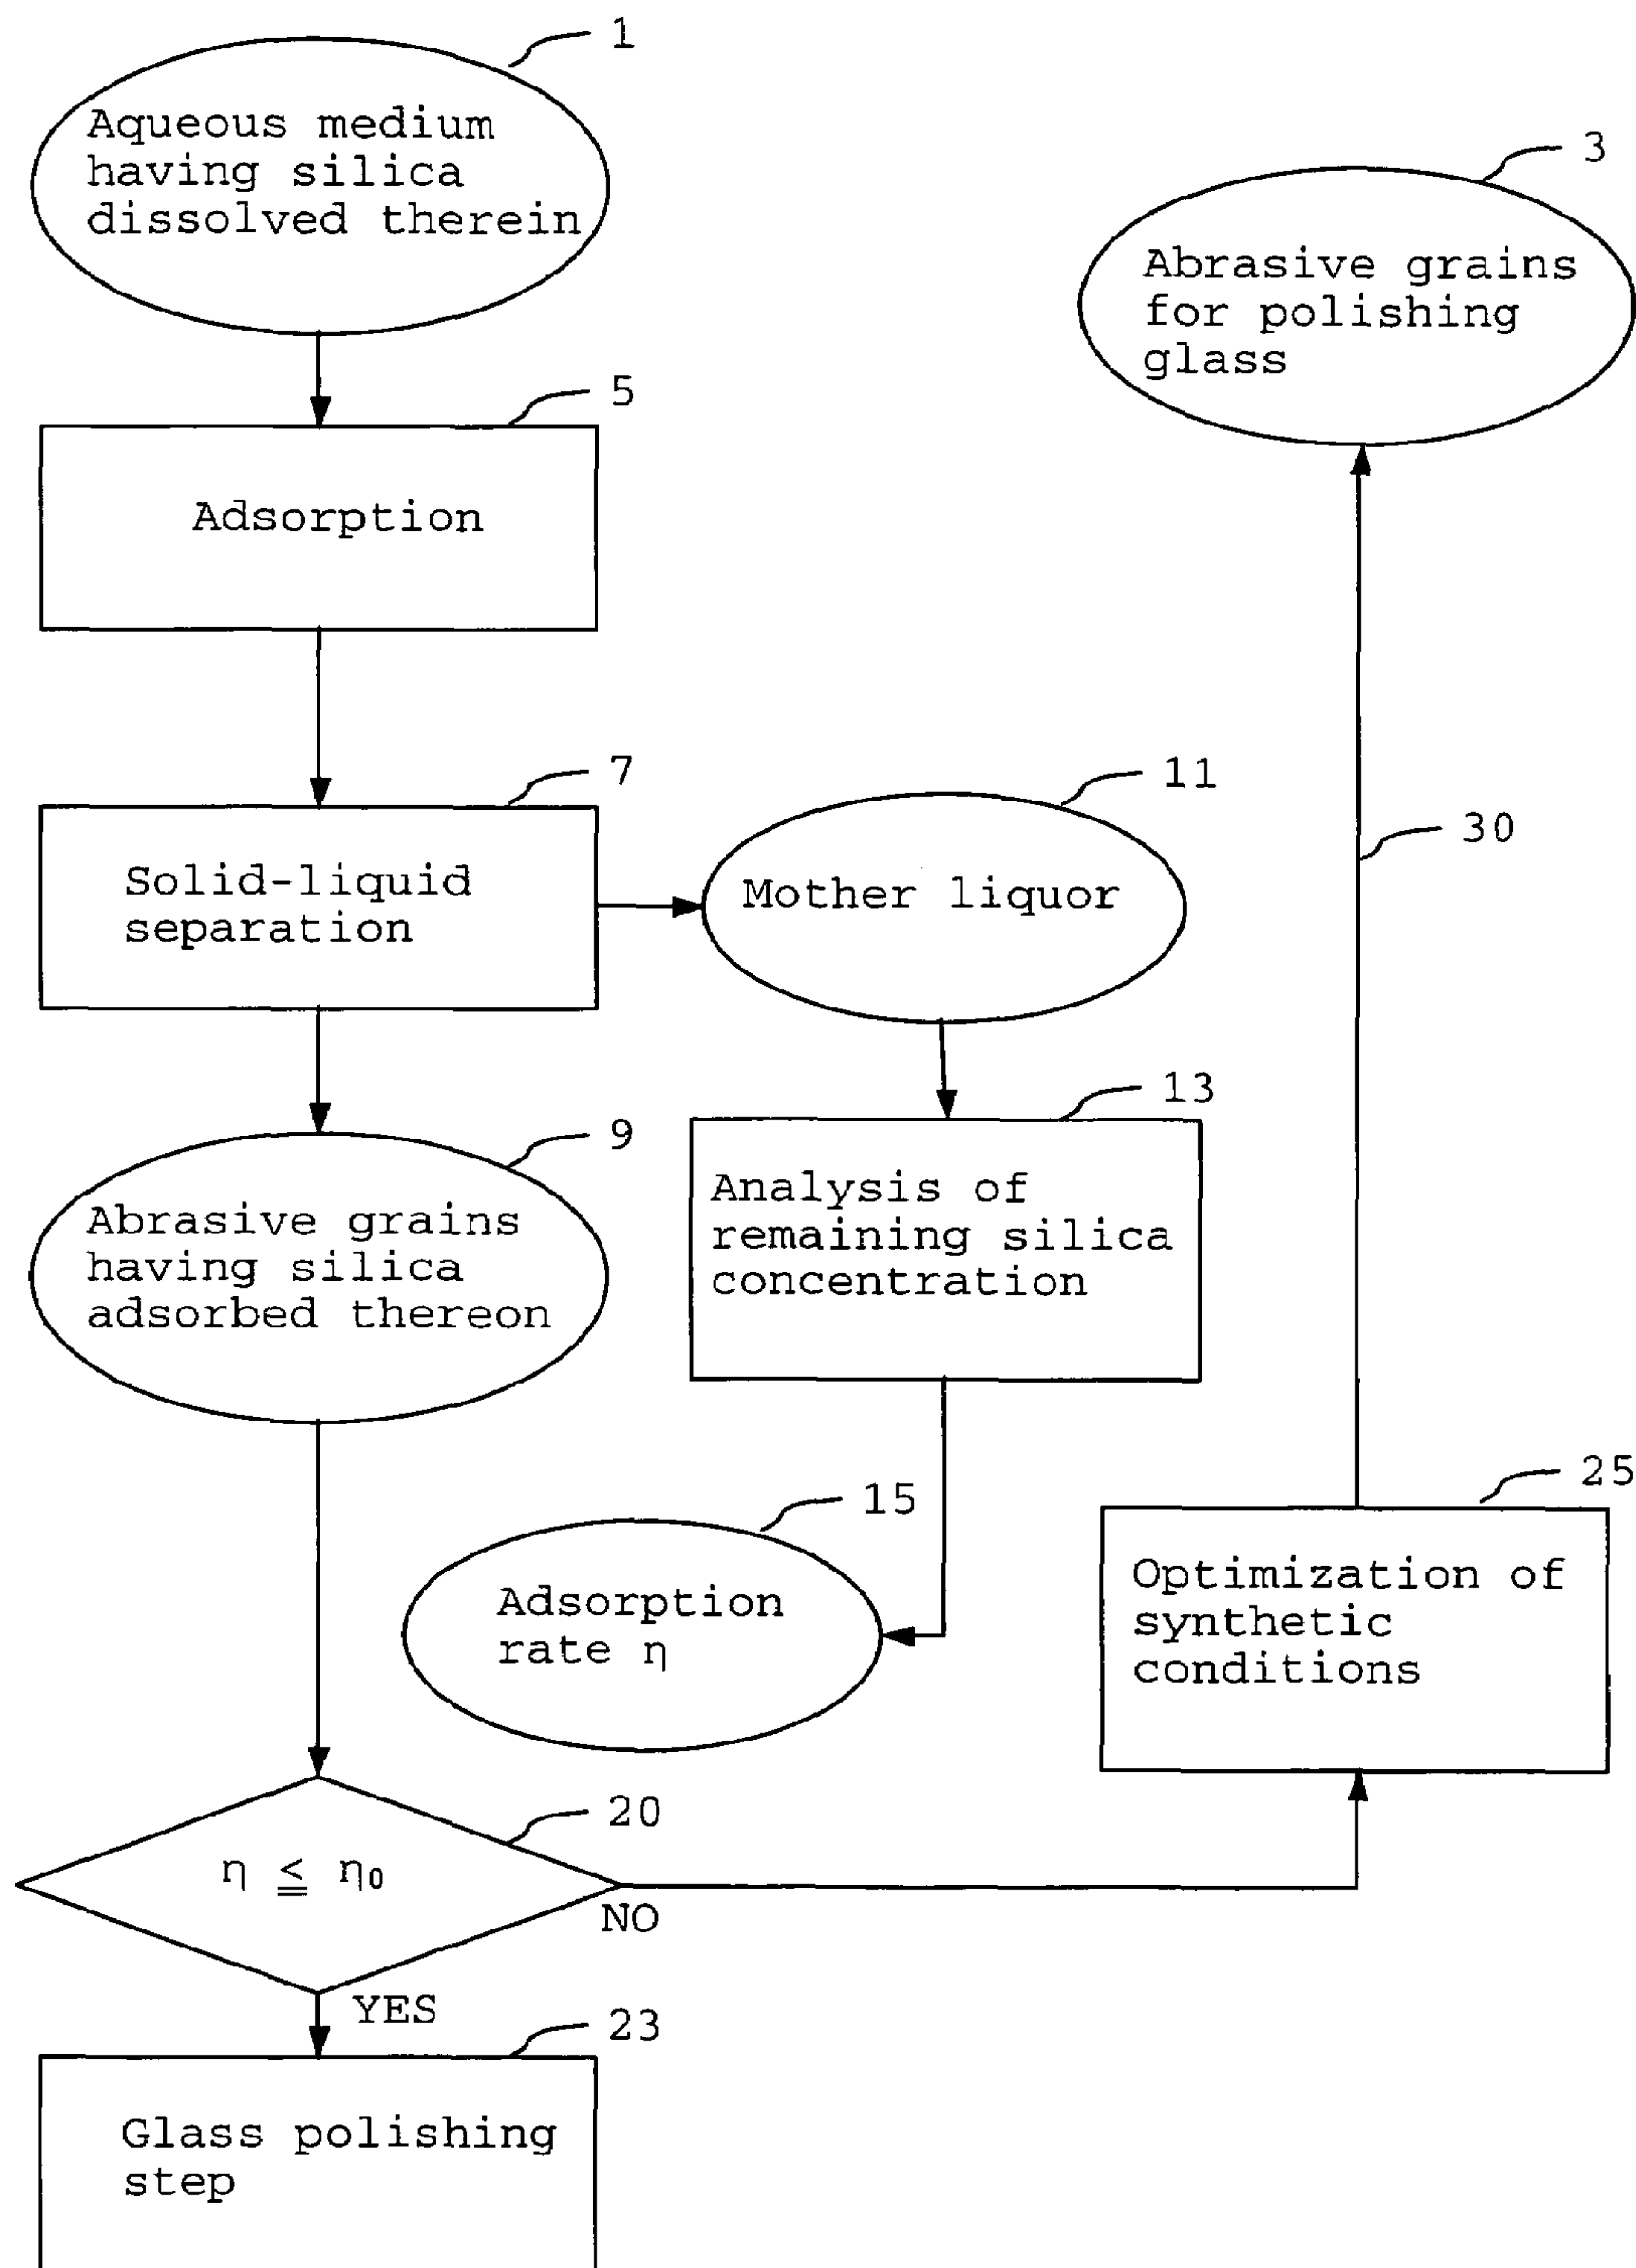 1
Aqueous medium
having silica
dissolved therein
3
Abrasive grains
for polishing
glass
5
Adsorption
7
Solid-liquid
separation
11
Mother liquor
30
9
Abrasive grains
having silica
adsorbed thereon
13
Analysis of
remaining silica
concentration
15
Adsorption
rate η
25
Optimization of
synthetic
conditions
20
η ≦ η₀
NO
YES
23
Glass polishing
step